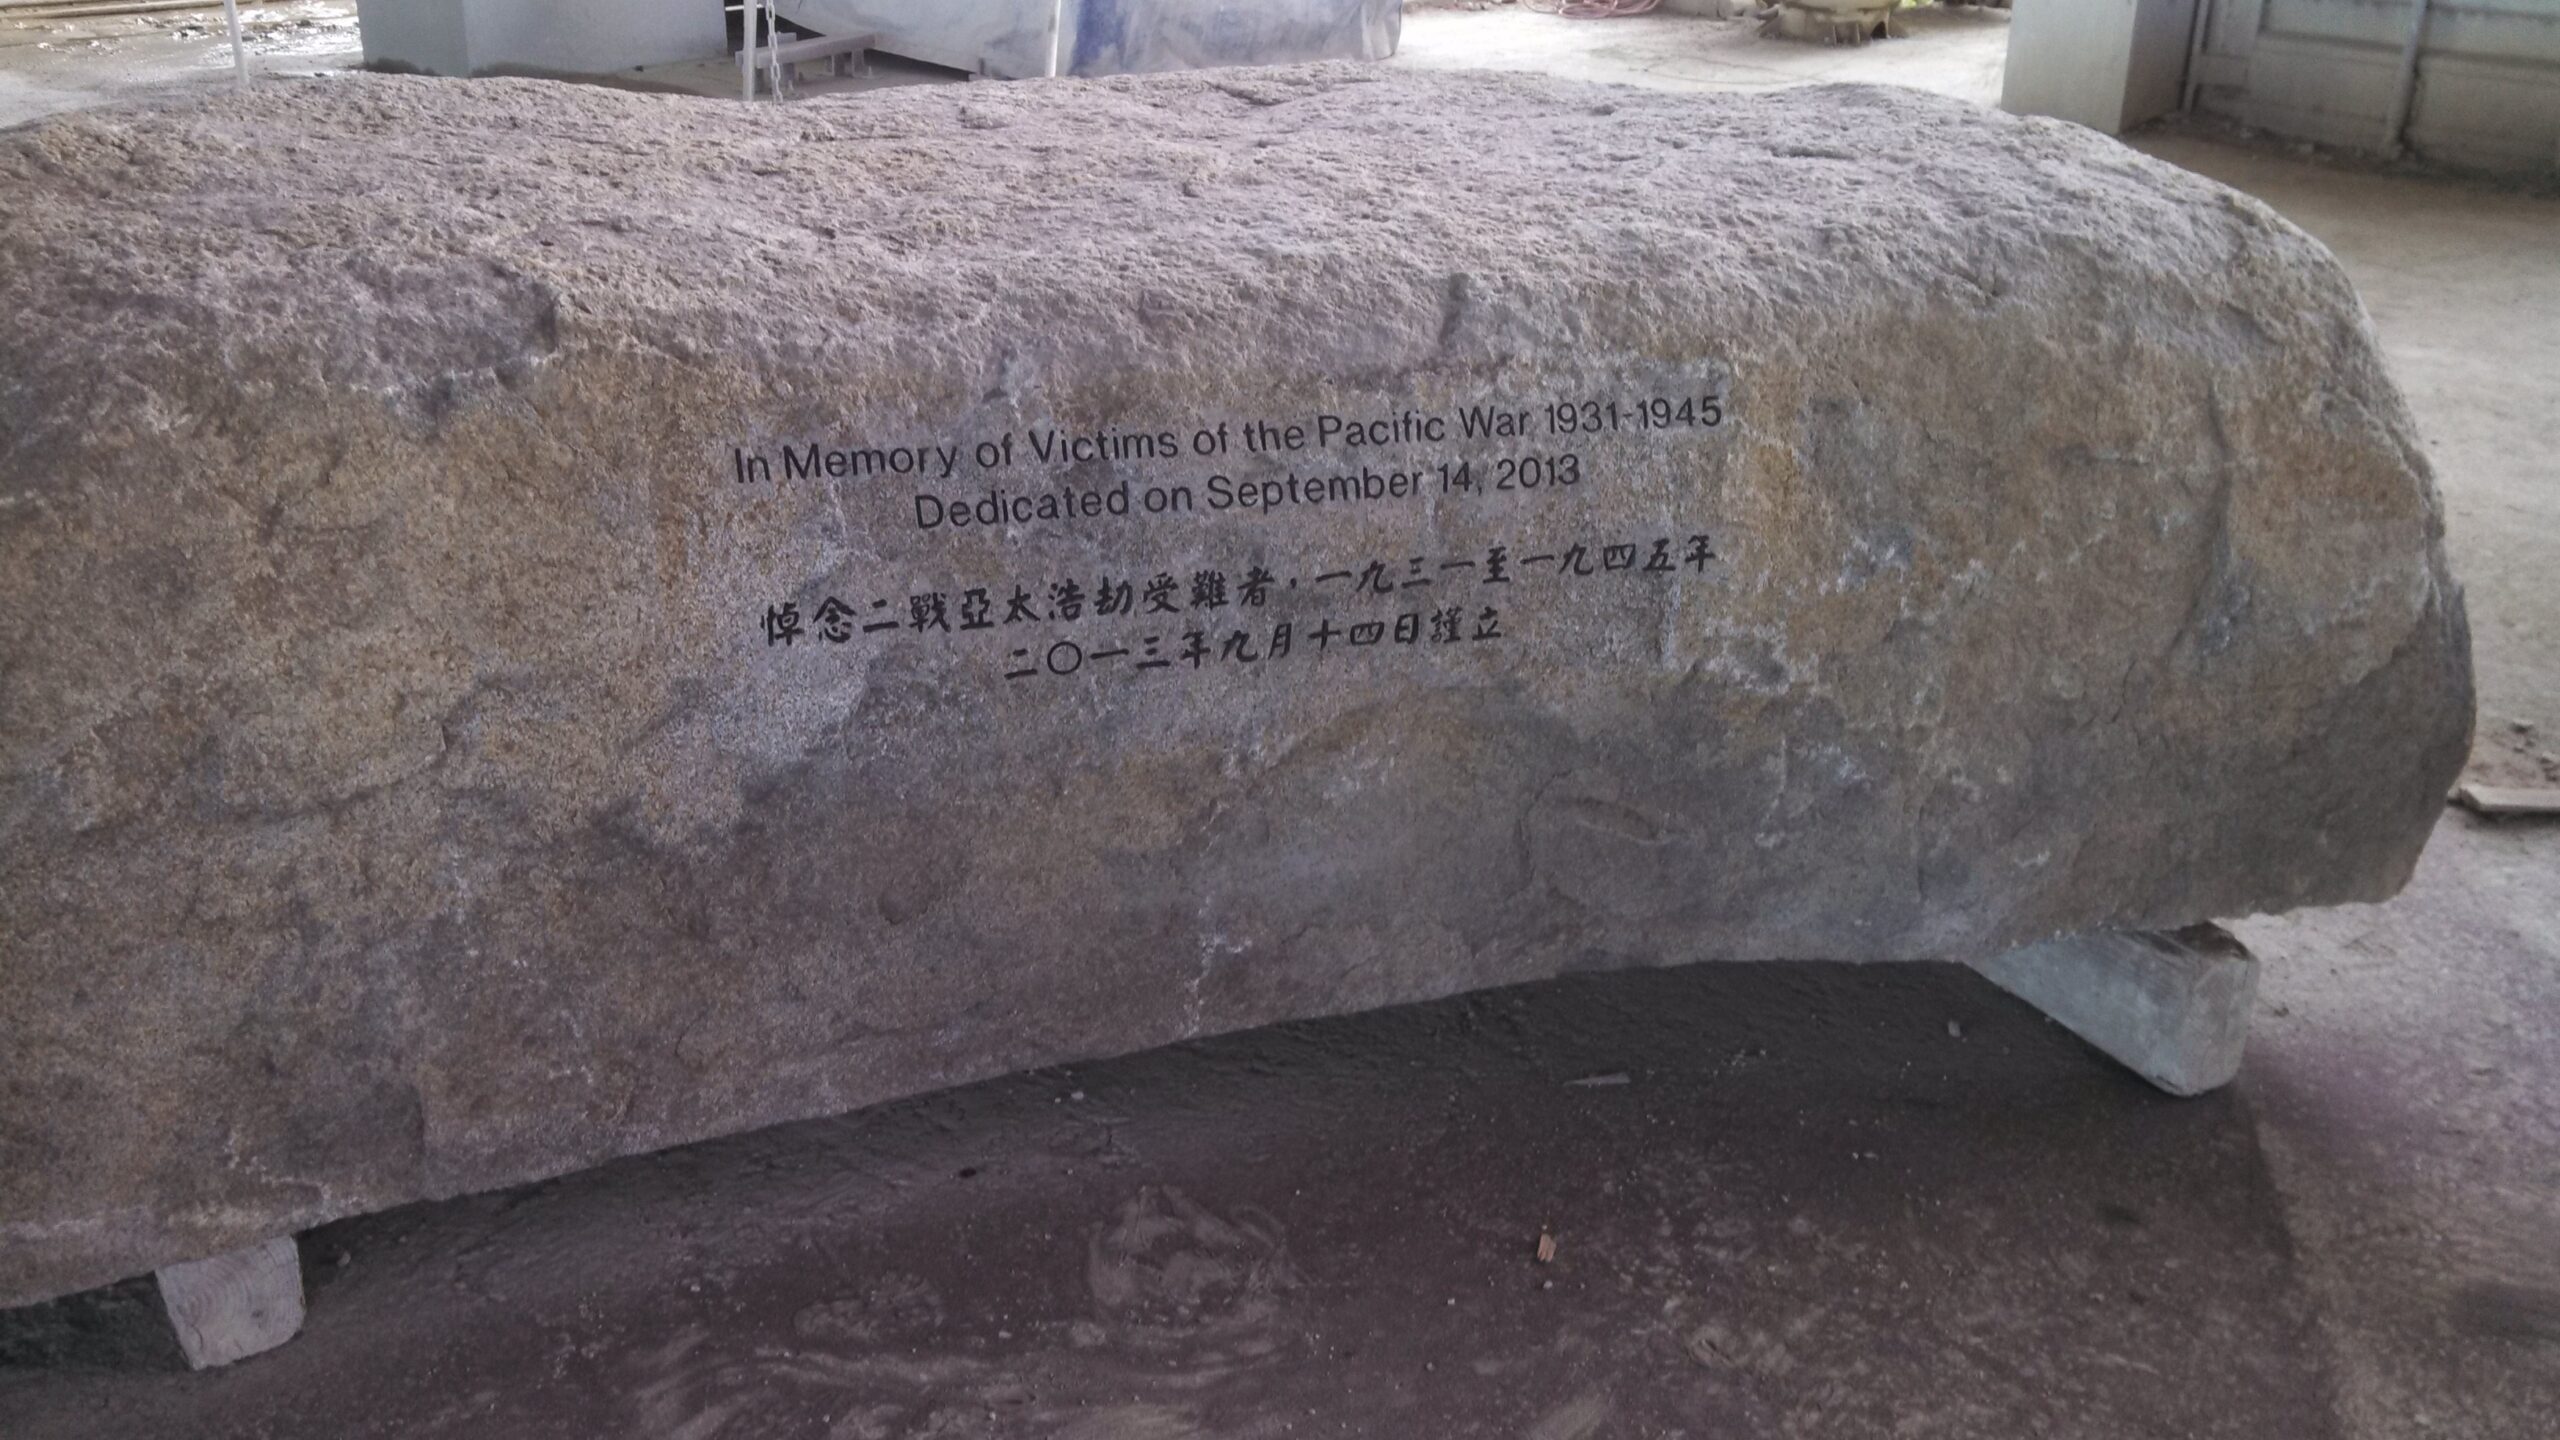 In Memory of Victims of the Pacific War 1931-1945
Dedicated on September 14, 2013
悼念二戰亞太浩劫受難者，一九三一至一九四五年
二〇一三年九月十四日謹立